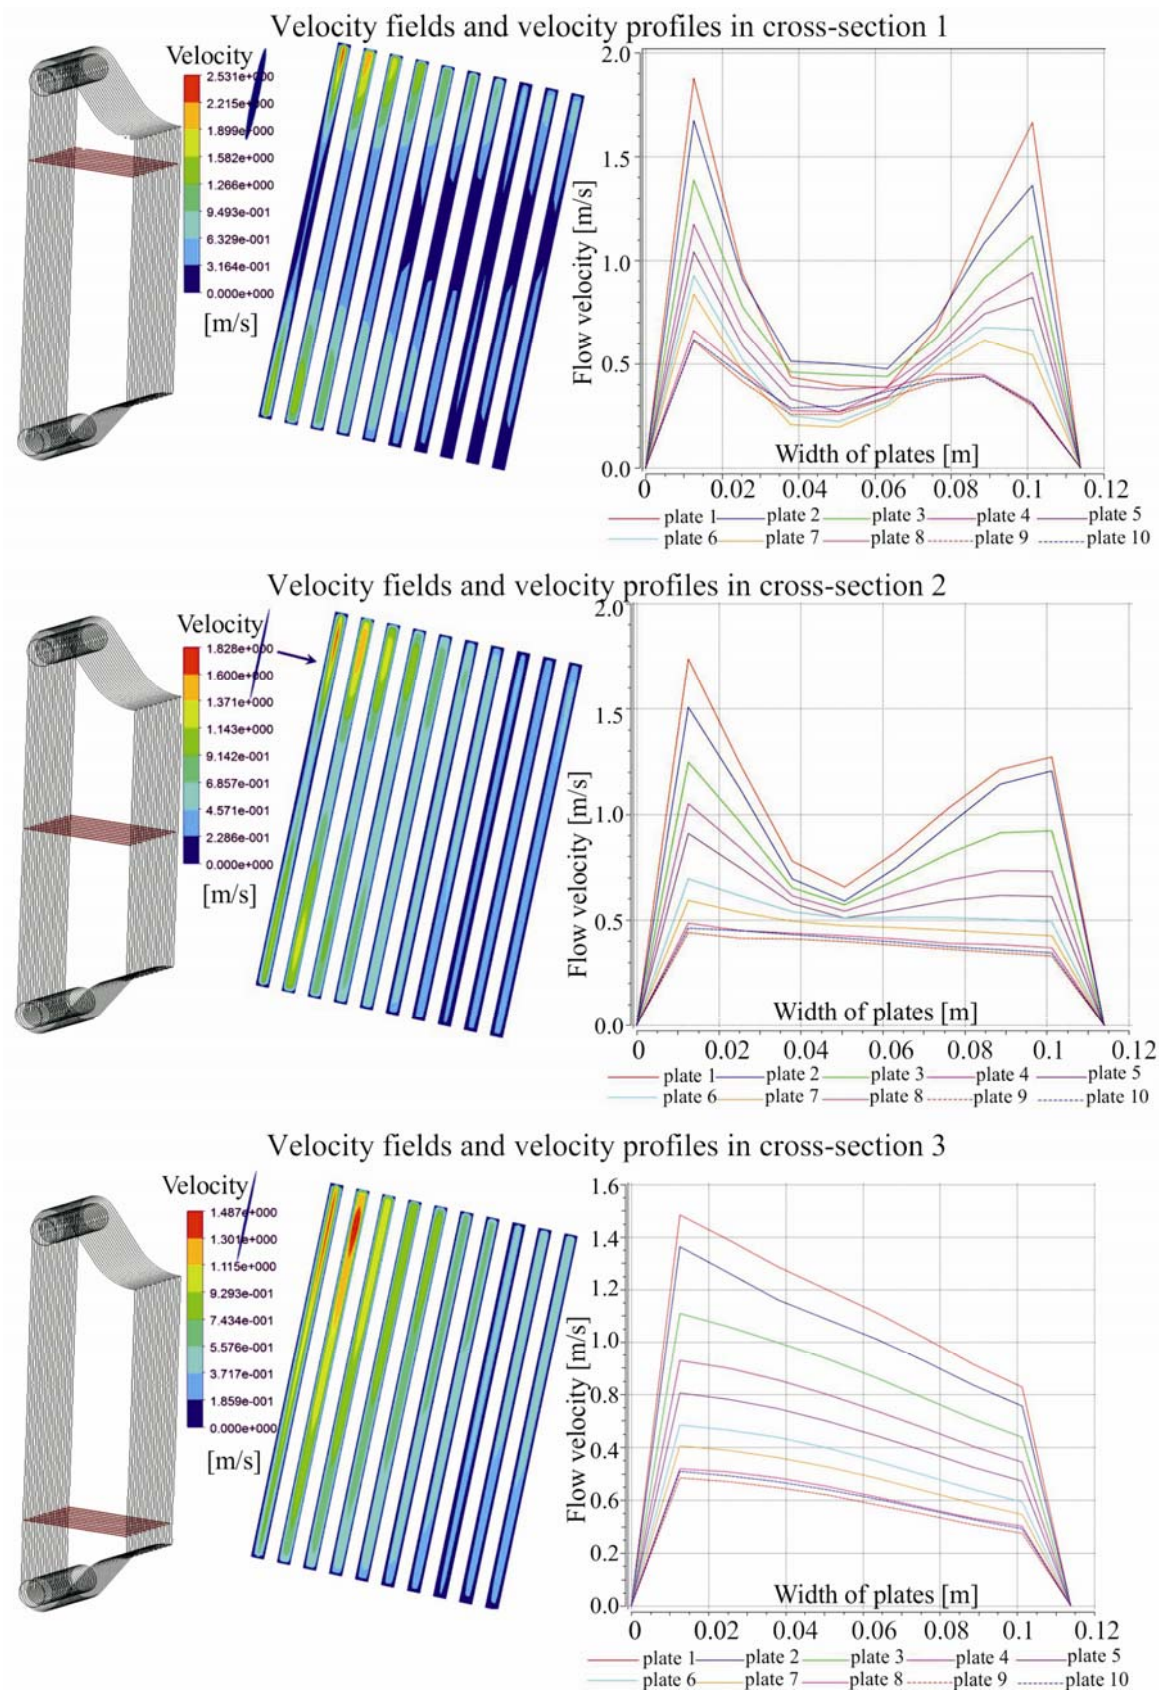 Velocity fields and velocity profiles in cross-section 1
Velocity
2.531e+000
2.215e+000
1.899e+000
1.582e+000
1.266e+000
9.493e-001
6.329e-001
3.164e-001
0.000e+000
[m/s]
Flow velocity [m/s]
2.0
1.5
1.0
0.5
0.0
Width of plates [m]
0 0.02 0.04 0.06 0.08 0.1 0.12
plate 1 plate 2 plate 3 plate 4 plate 5
plate 6 plate 7 plate 8 plate 9 plate 10
Velocity fields and velocity profiles in cross-section 2
Velocity
1.828e+000
1.600e+000
1.371e+000
1.143e+000
9.142e-001
6.857e-001
4.571e-001
2.286e-001
0.000e+000
[m/s]
Flow velocity [m/s]
2.0
1.5
1.0
0.5
0.0
Width of plates [m]
0 0.02 0.04 0.06 0.08 0.1 0.12
plate 1 plate 2 plate 3 plate 4 plate 5
plate 6 plate 7 plate 8 plate 9 plate 10
Velocity fields and velocity profiles in cross-section 3
Velocity
1.487e+000
1.301e+000
1.115e+000
9.293e-001
7.434e-001
5.576e-001
3.717e-001
1.859e-001
0.000e+000
[m/s]
Flow velocity [m/s]
1.6
1.4
1.2
1.0
0.8
0.4
0.6
0.2
0.0
Width of plates [m]
0 0.02 0.04 0.06 0.08 0.1 0.12
plate 1 plate 2 plate 3 plate 4 plate 5
plate 6 plate 7 plate 8 plate 9 plate 10